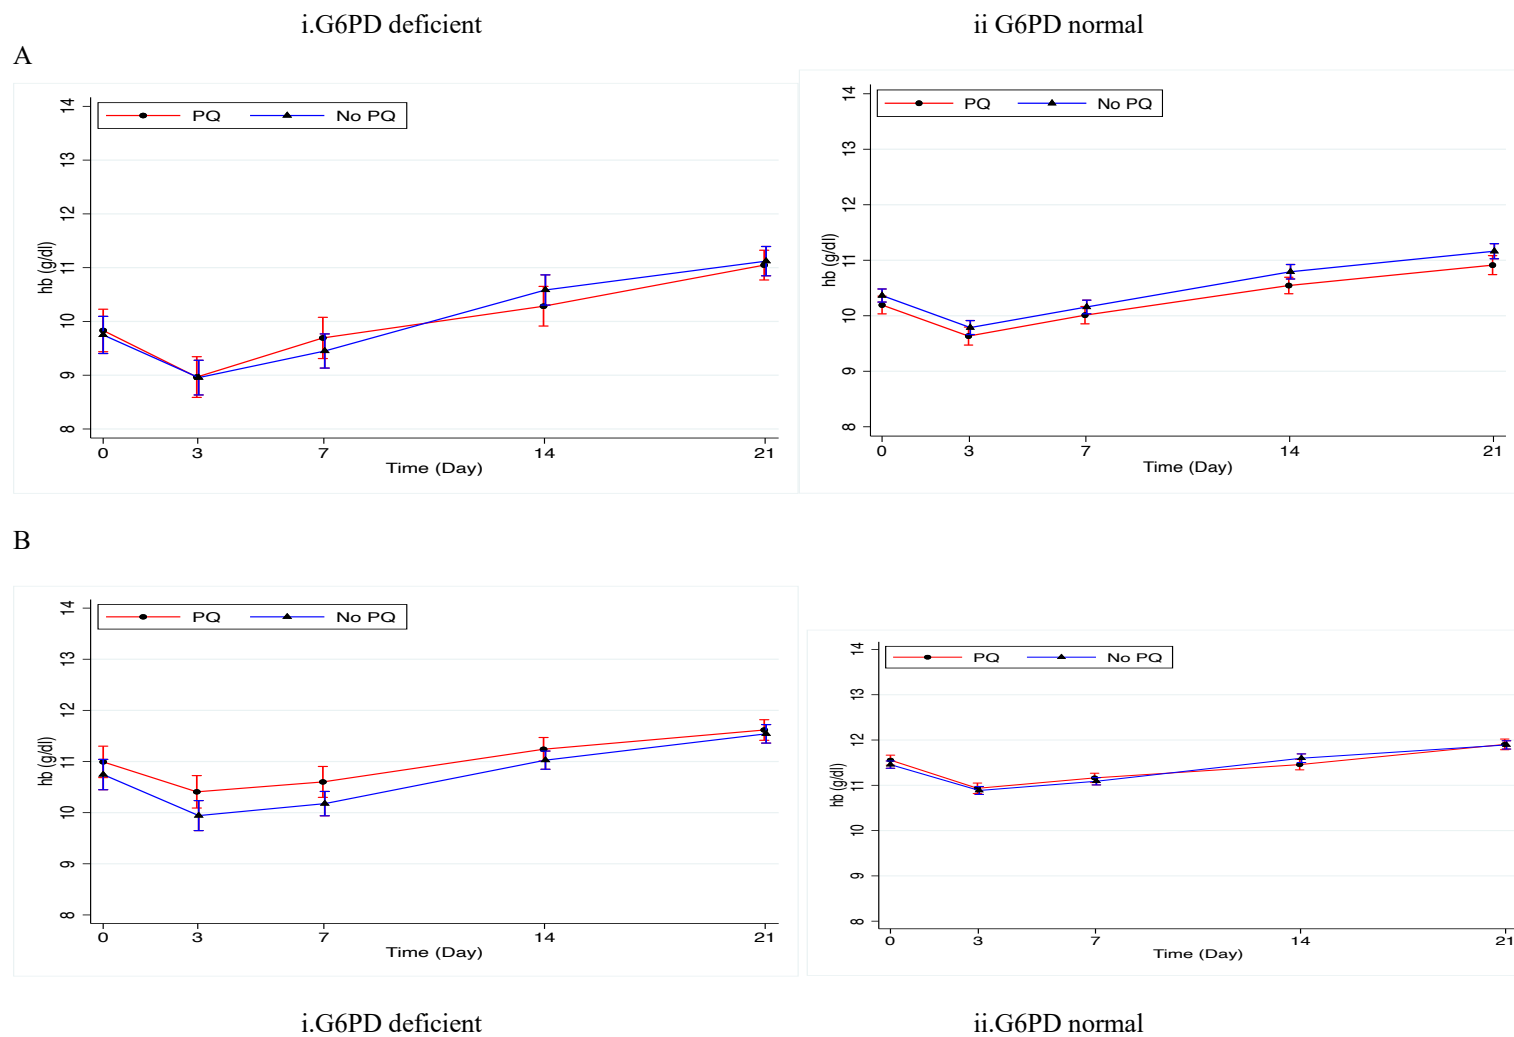 i.G6PD deficient
ii G6PD normal
A
PQ No PQ
14
13
12
11
10
9
8
hb (g/dl)
0 3 7 14 21
Time (Day)
PQ No PQ
14
13
12
11
10
9
8
hb (g/dl)
0 3 7 14 21
Time (Day)
B
PQ No PQ
14
13
12
11
10
9
8
hb (g/dl)
0 3 7 14 21
Time (Day)
PQ No PQ
14
13
12
11
10
9
8
hb (g/dl)
0 3 7 14 21
Time (Day)
i.G6PD deficient
ii.G6PD normal